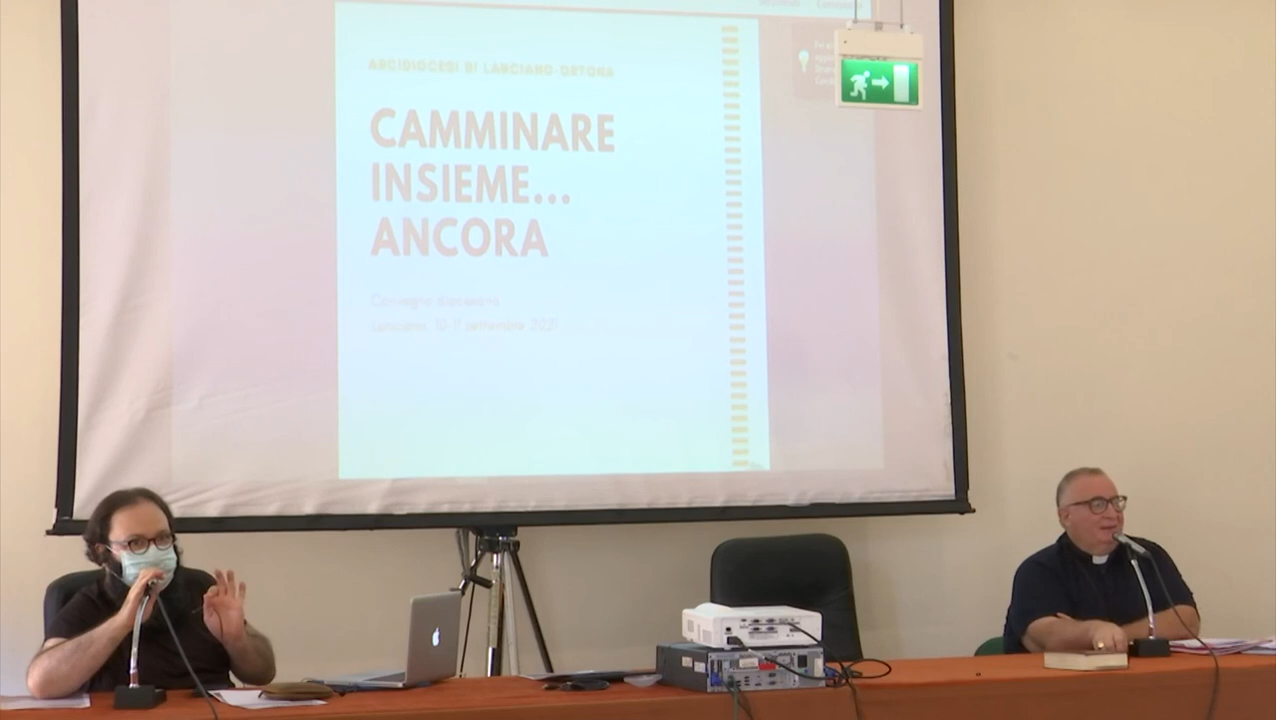 ARCIDIOCESI DI LANCIANO-ORTONA
CAMMINARE
INSIEME...
ANCORA
Convegno diocesano
Lanciano, 10-11 settembre 2021